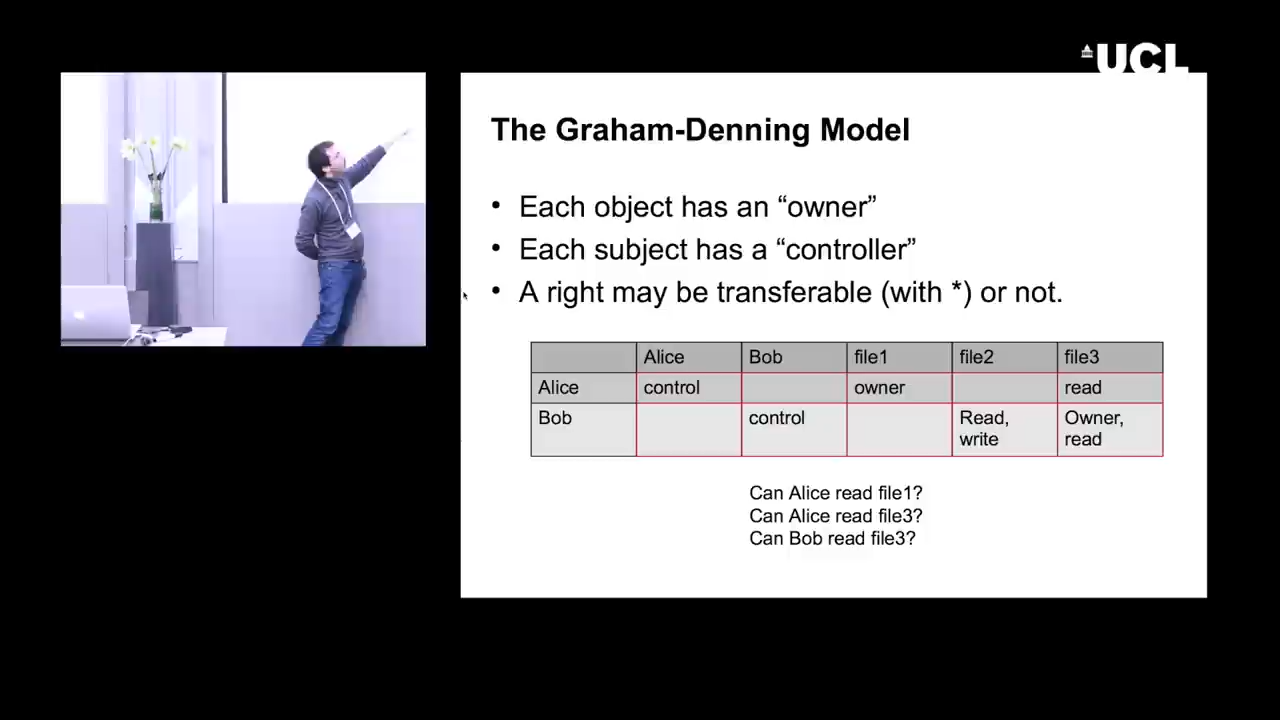 UCL
The Graham-Denning Model
• Each object has an “owner”
• Each subject has a “controller”
• A right may be transferable (with *) or not.
Alice Bob file1 file2 file3
Alice control owner read
Bob control Read, write Owner, read
Can Alice read file1?
Can Alice read file3?
Can Bob read file3?